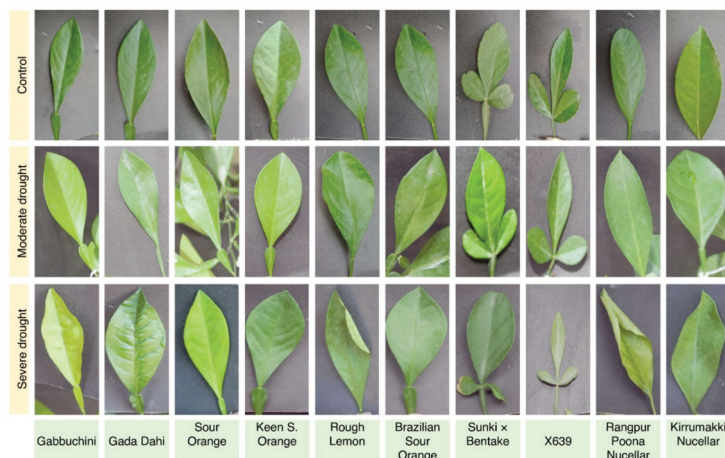 Control
Moderate drought
Severe drought
Gabbuchini
Gada Dahi
Sour
Orange
Keen S.
Orange
Rough
Lemon
Brazilian
Sour
Orange
Sunki ×
Bentake
X639
Rangpur
Poona
Nucellar
Kirrumakki
Nucellar